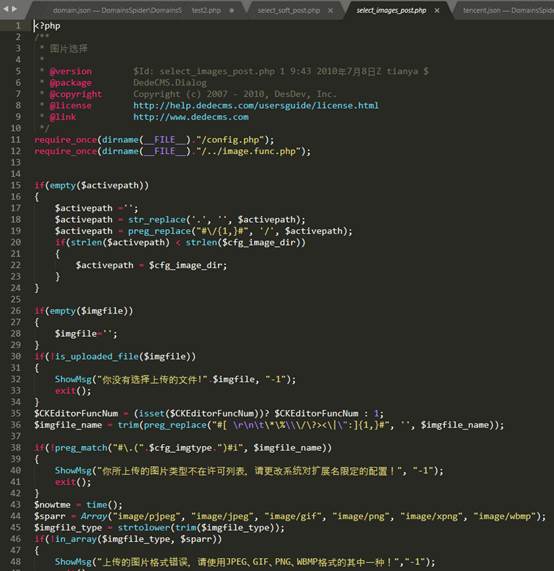 domain.json — DomainsSpider\DomainsS
test2.php
select_soft_post.php
select_images_post.php
tencent.json — DomainsSpide
1 <?php
2 /**
3 * 图片选择
4 *
5 * @version $Id: select_images_post.php 1 9:43 2010年7月8日Z tianya $
6 * @package DedeCMS.Dialog
7 * @copyright Copyright (c) 2007 - 2010, DesDev, Inc.
8 * @license http://help.dedecms.com/usersguide/license.html
9 * @link http://www.dedecms.com
10 */
11 require_once(dirname(__FILE__)."/config.php");
12 require_once(dirname(__FILE__)."/../image.func.php");
13
14
15 if(empty($activepath))
16 {
17 $activepath ='';
18 $activepath = str_replace('.', '', $activepath);
19 $activepath = preg_replace("#\/{1,}#", '/', $activepath);
20 if(strlen($activepath) < strlen($cfg_image_dir))
21 {
22 $activepath = $cfg_image_dir;
23 }
24 }
25
26 if(empty($imgfile))
27 {
28 $imgfile='';
29 }
30 if(!is_uploaded_file($imgfile))
31 {
32 ShowMsg("你没有选择上传的文件!".$imgfile, "-1");
33 exit();
34 }
35 $CKEditorFuncNum = (isset($CKEditorFuncNum))? $CKEditorFuncNum : 1;
36 $imgfile_name = trim(preg_replace("#[ \r\n\t\*\%\\\/\?><\|\":]{1,}#", '', $imgfile_name));
37
38 if(!preg_match("#\.(".$cfg_imgtype.")#i", $imgfile_name))
39 {
40 ShowMsg("你所上传的图片类型不在许可列表，请更改系统对扩展名限定的配置！", "-1");
41 exit();
42 }
43 $nowtme = time();
44 $sparr = Array("image/pjpeg", "image/jpeg", "image/gif", "image/png", "image/xpng", "image/wbmp");
45 $imgfile_type = strtolower(trim($imgfile_type));
46 if(!in_array($imgfile_type, $sparr))
47 {
48 ShowMsg("上传的图片格式错误，请使用JPEG、GIF、PNG、WBMP格式的其中一种！","-1");